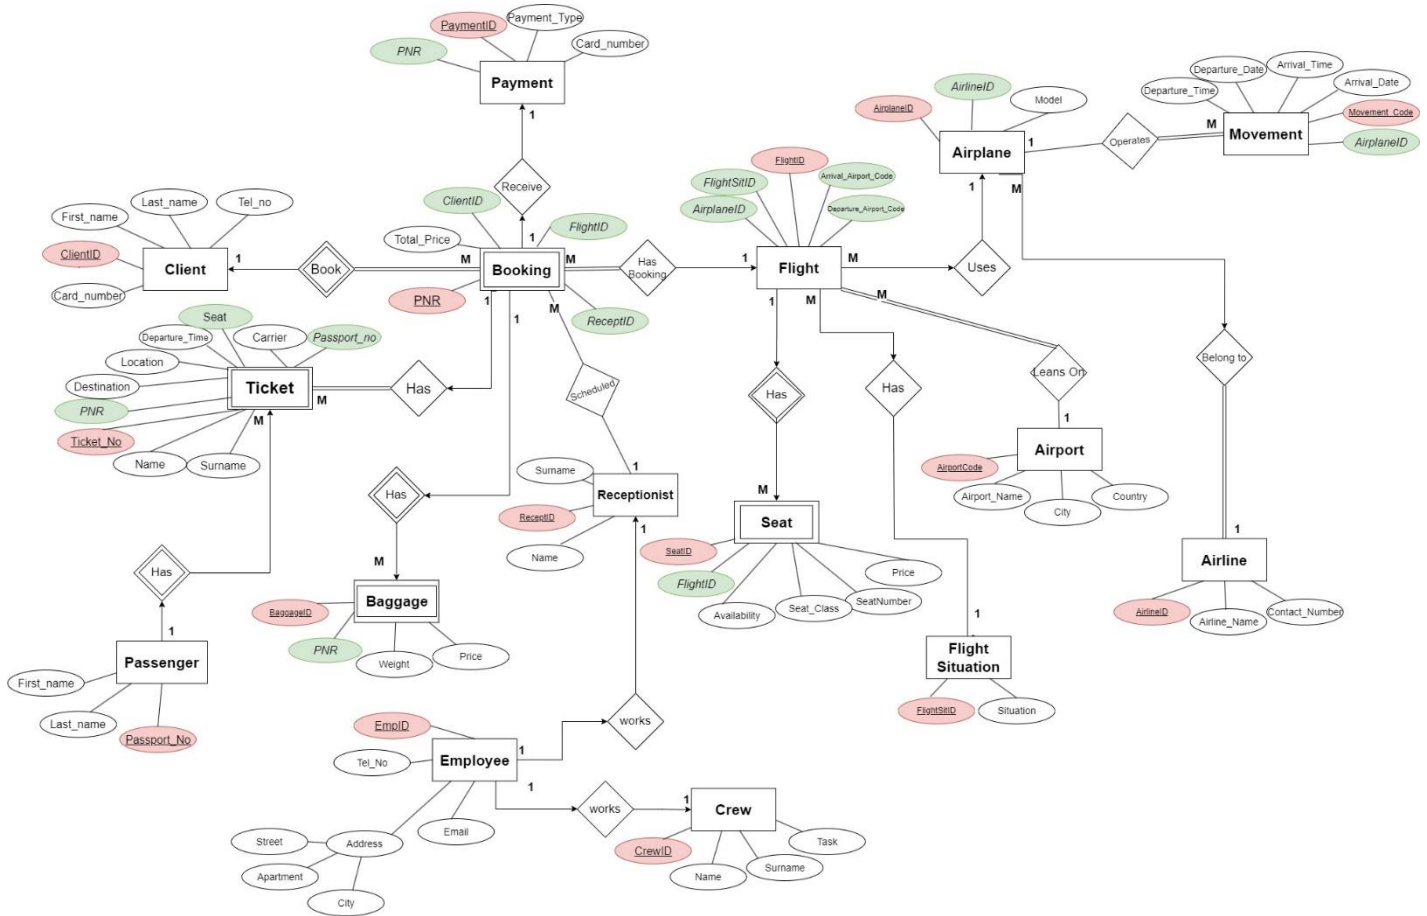 PaymentID
Payment_Type
PNR
Card_number
Payment
1
Receive
1
AirlineID
Model
AirplaneID
Airplane
1
M
Operates
M
Departure_Date
Arrival_Time
Departure_Time
Arrival_Date
Movement_Code
Movement
AirplaneID
Last_name
Tel_no
First_name
ClientID
Client
Card_number
1
Book
M
ClientID
FlightID
Total_Price
Booking
PNR
ReceptID
1
1
M
M
Has
Booking
1
FlightID
FlightSitID
Arrival_Airport_Code
AirplaneID
Departure_Airport_Code
Flight
M
1
M
M
Uses
1
Seat
Departure_Time
Carrier
Passport_no
Location
Destination
PNR
Ticket_No
Name
Surname
Ticket
M
M
Has
Scheduled
1
Has
M
Surname
ReceptID
Name
Receptionist
1
Has
M
Has
1
Leans On
1
Belong to
1
AirportCode
Airport
Airport_Name
City
Country
SeatID
Seat
FlightID
Availability
Seat_Class
SeatNumber
Price
Airline
AirlineID
Airline_Name
Contact_Number
Has
1
Passenger
First_name
Last_name
Passport_No
BaggageID
Baggage
PNR
Weight
Price
Flight
Situation
FlightSitID
Situation
EmpID
Tel_No
Employee
1
1
works
Email
Address
Street
Apartment
City
works
1
Crew
CrewID
Name
Surname
Task